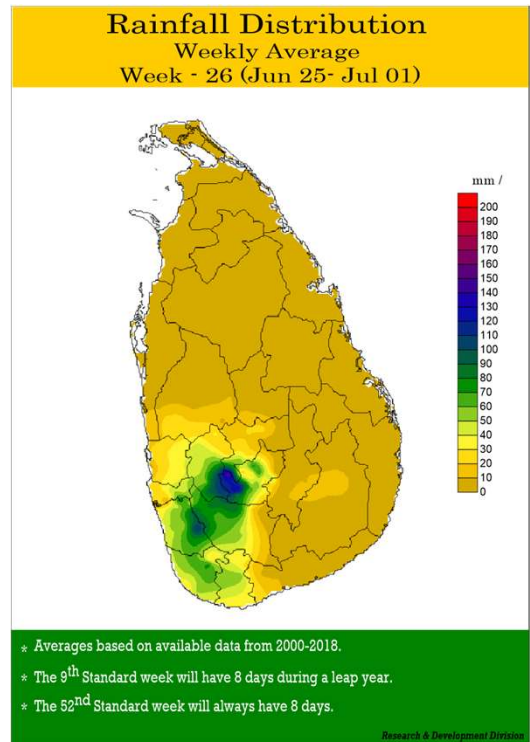 Rainfall Distribution
Weekly Average
Week - 26 (Jun 25- Jul 01)
mm /
200
190
180
170
160
150
140
130
120
110
100
90
80
70
60
50
40
30
20
10
0
* Averages based on available data from 2000-2018.
* The 9th Standard week will have 8 days during a leap year.
* The 52nd Standard week will always have 8 days.
Research & Development Division